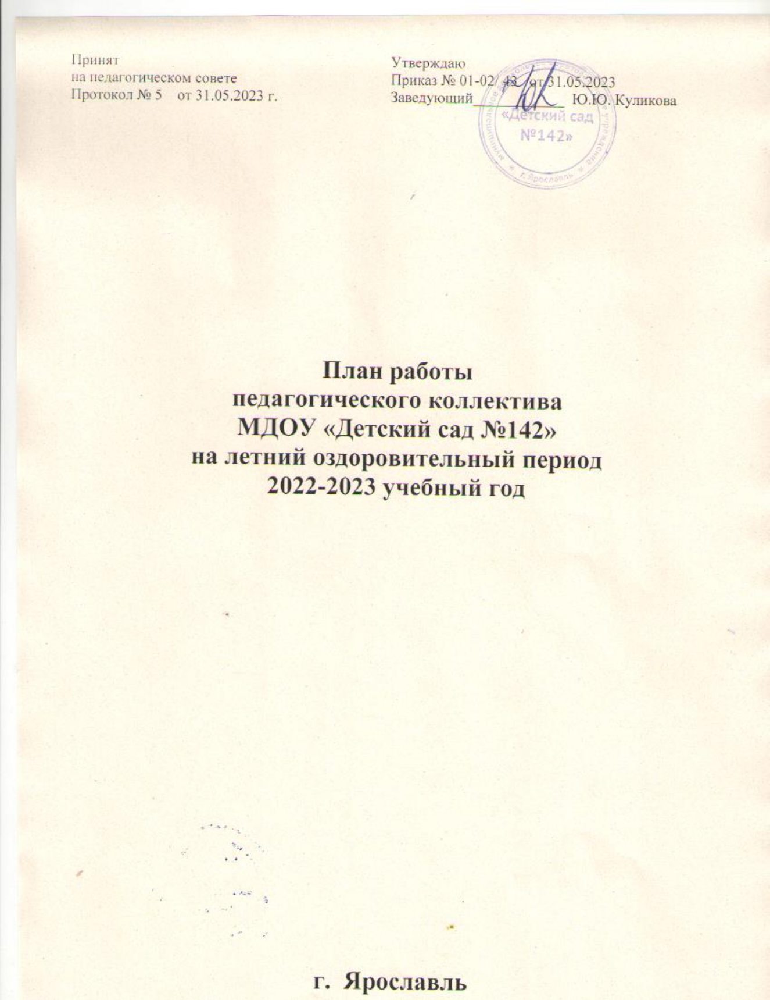 Принят
на педагогическом совете
Протокол № 5 от 31.05.2023 г.
Утверждаю
Приказ № 01-02/ 43 от 31.05.2023
Заведующий Ю.Ю. Куликова
«Детский сад
№142»
г. Ярославль
План работы
педагогического коллектива
МДОУ «Детский сад №142»
на летний оздоровительный период
2022-2023 учебный год
г. Ярославль